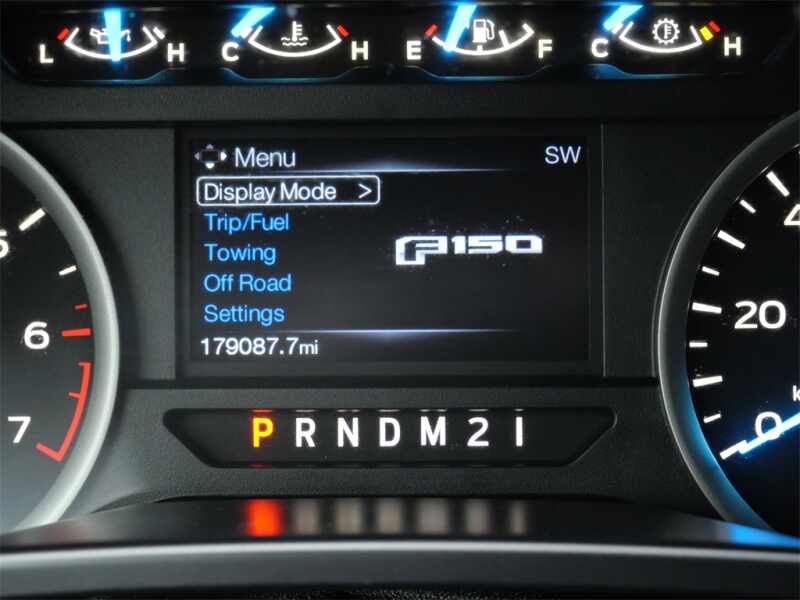 L H C H E F C H
Menu SW
Display Mode >
Trip/Fuel
Towing
F150
Off Road
Settings
179087.7mi
6
7
P R N D M 2 1
20
0